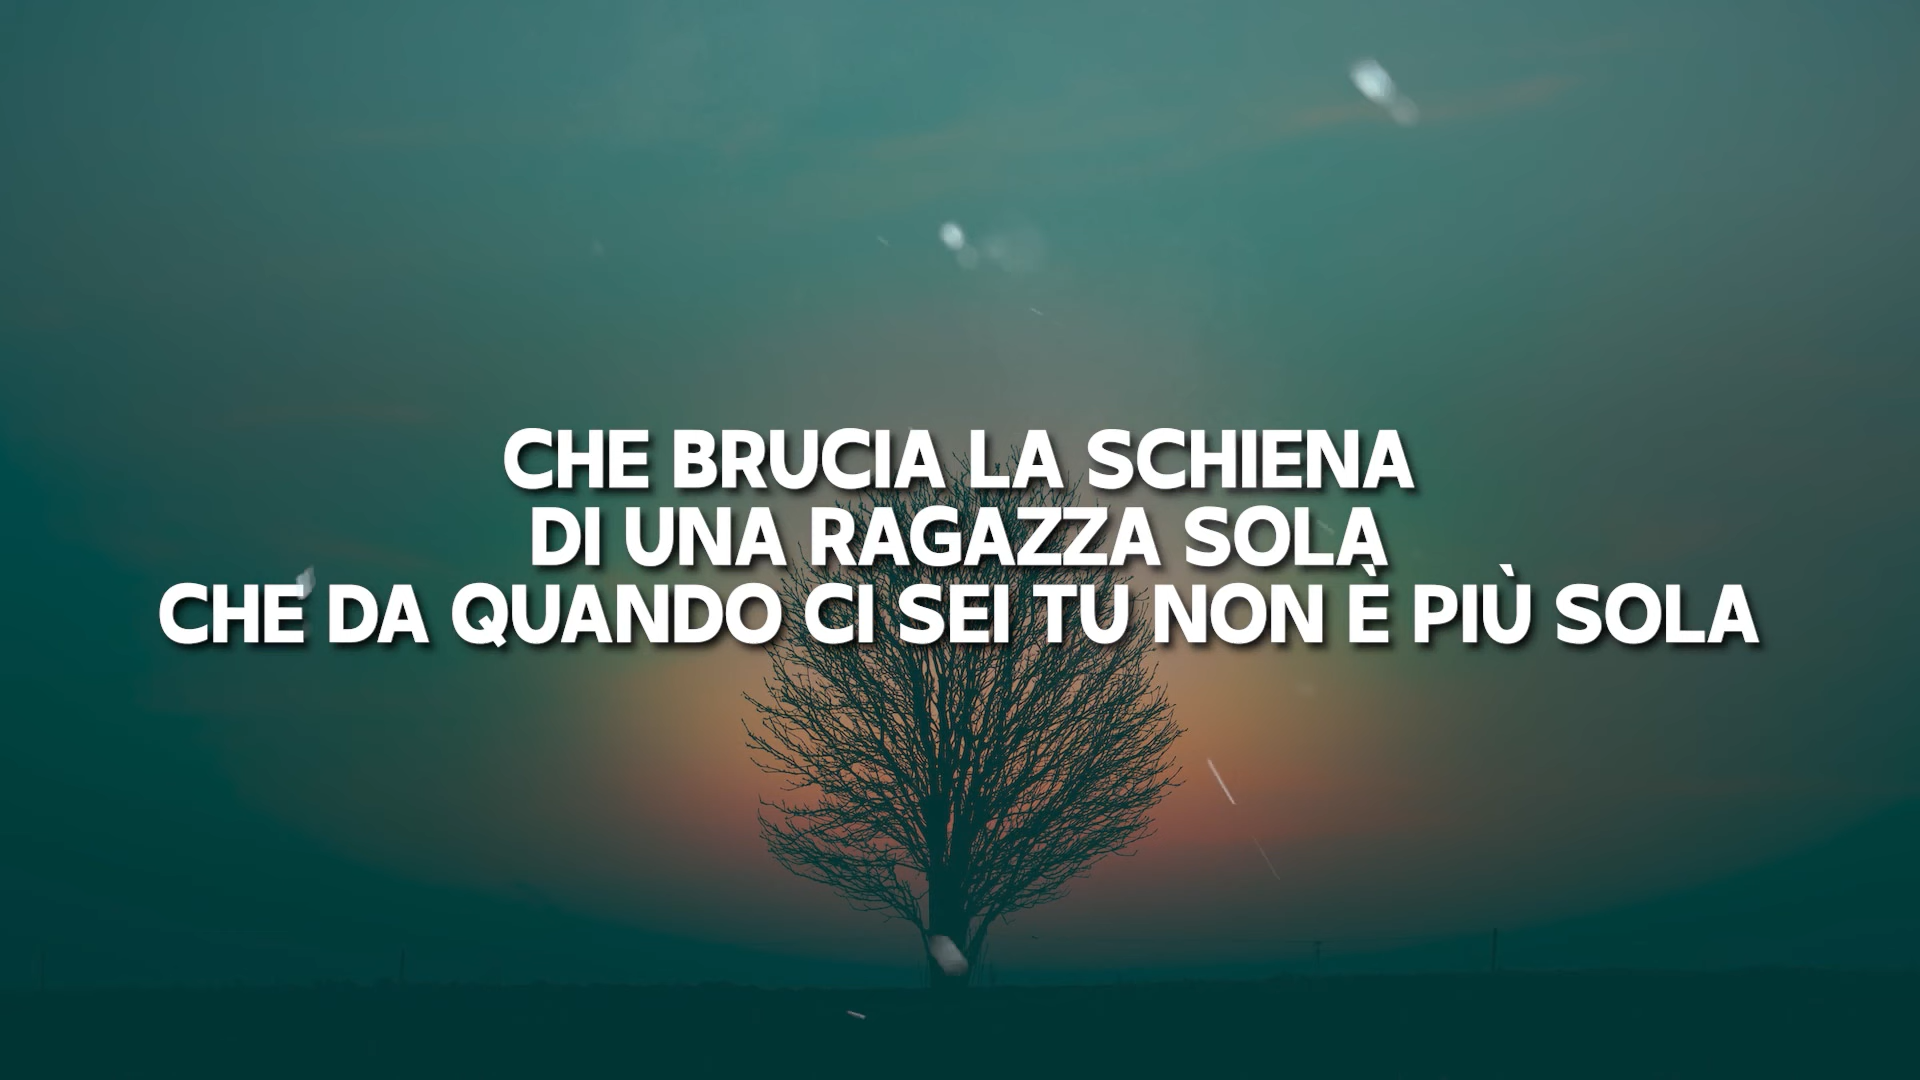 CHE BRUCIA LA SCHIENA
DI UNA RAGAZZA SOLA
CHE DA QUANDO CI SEI TU NON È PIÙ SOLA